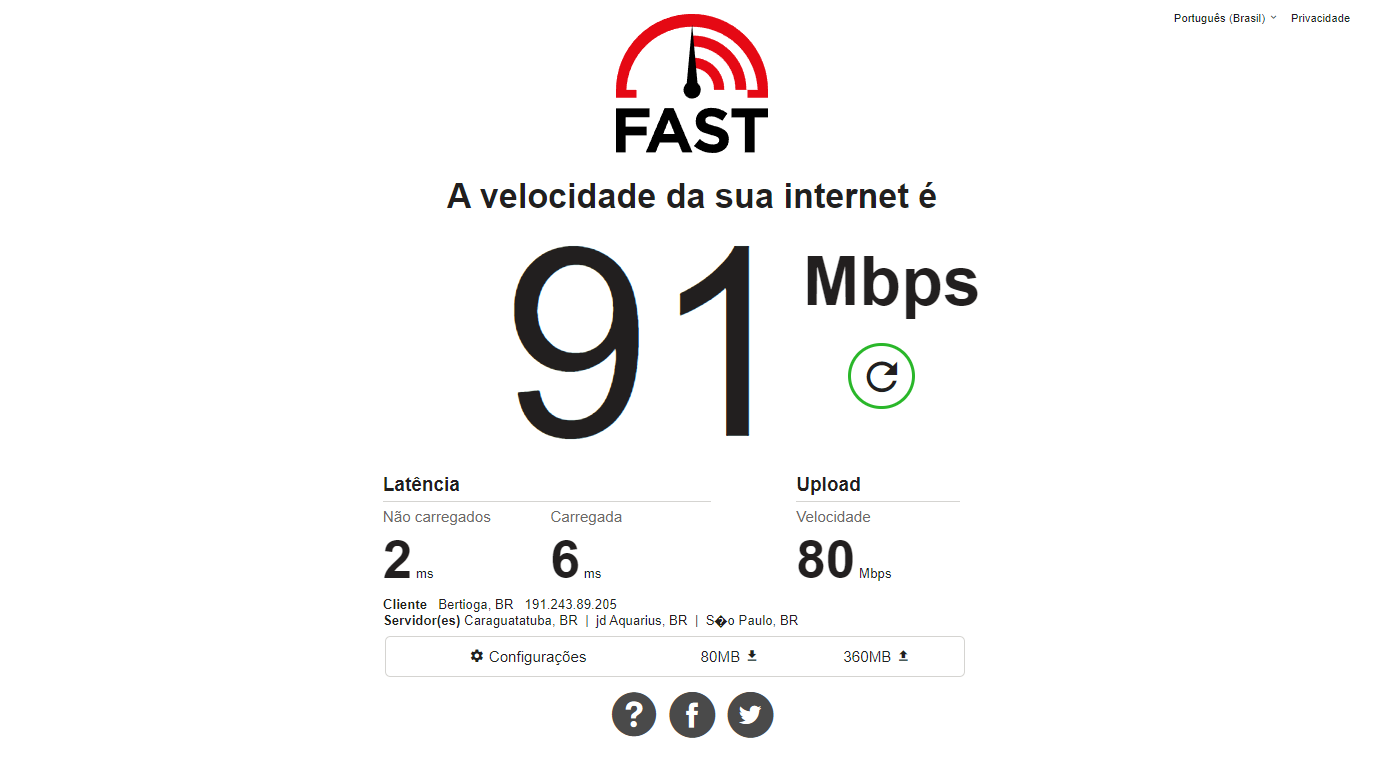 Português (Brasil) Privacidade
FAST
A velocidade da sua internet é
91 Mbps
Latência Upload
Não carregados Carregada Velocidade
2 ms 6 ms 80 Mbps
Cliente Bertioga, BR 191.243.89.205
Servidor(es) Caraguatatuba, BR | jd Aquarius, BR | S�o Paulo, BR
Configurações 80MB 360MB